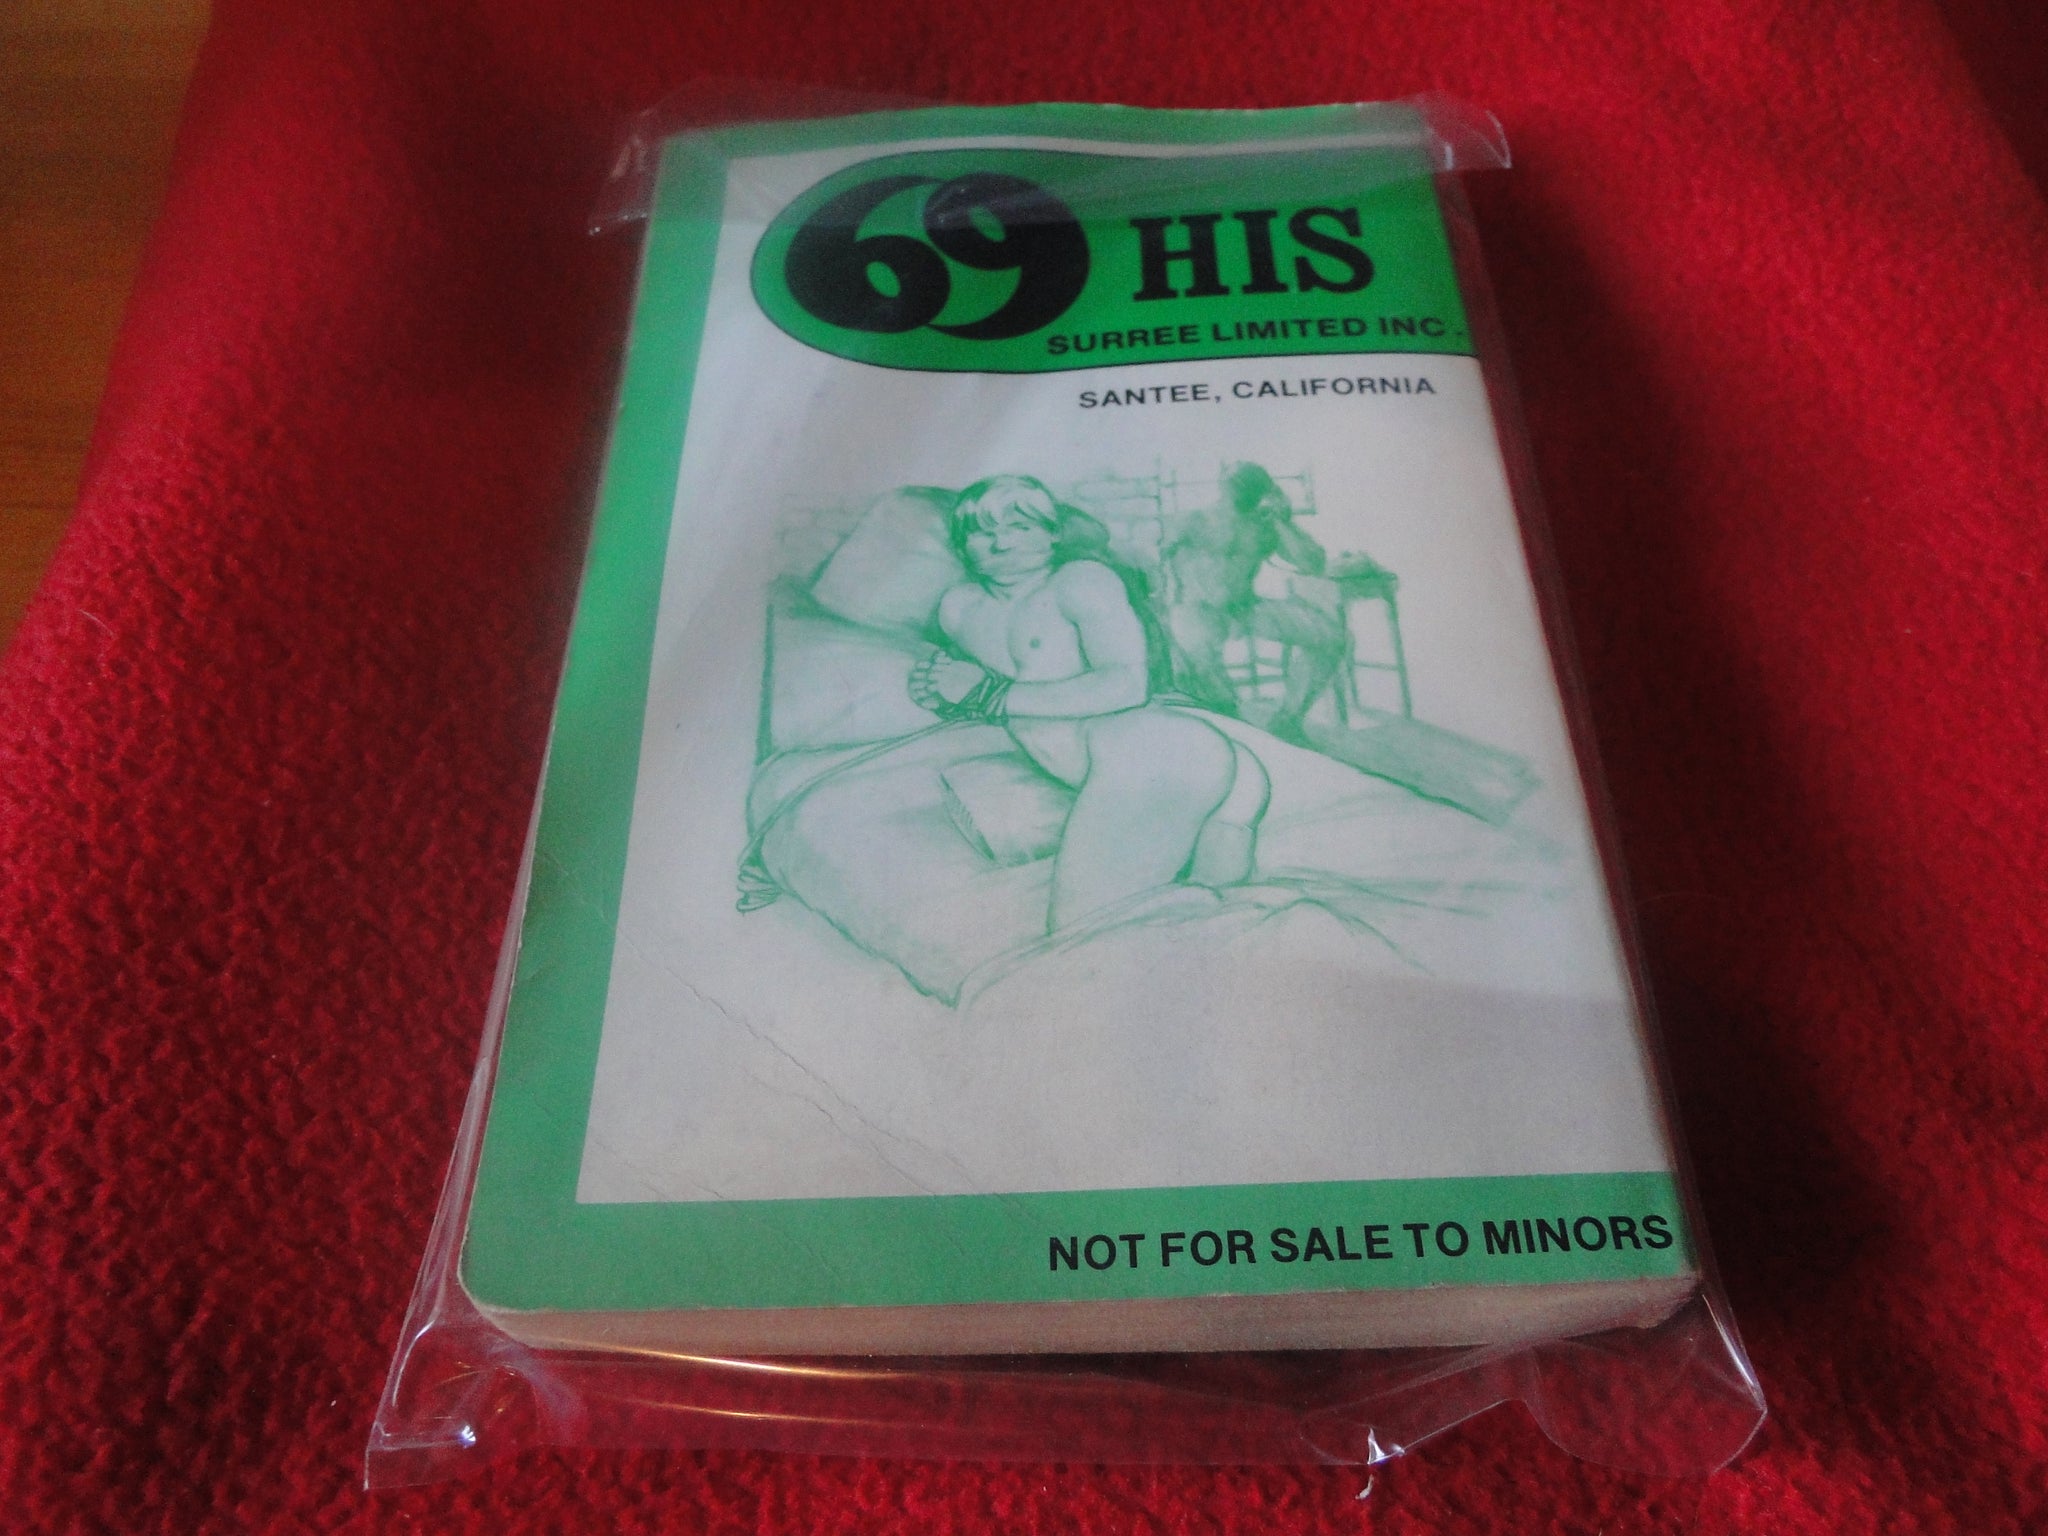 69 HIS
SURREE LIMITED INC.
SANTEE, CALIFORNIA
NOT FOR SALE TO MINORS